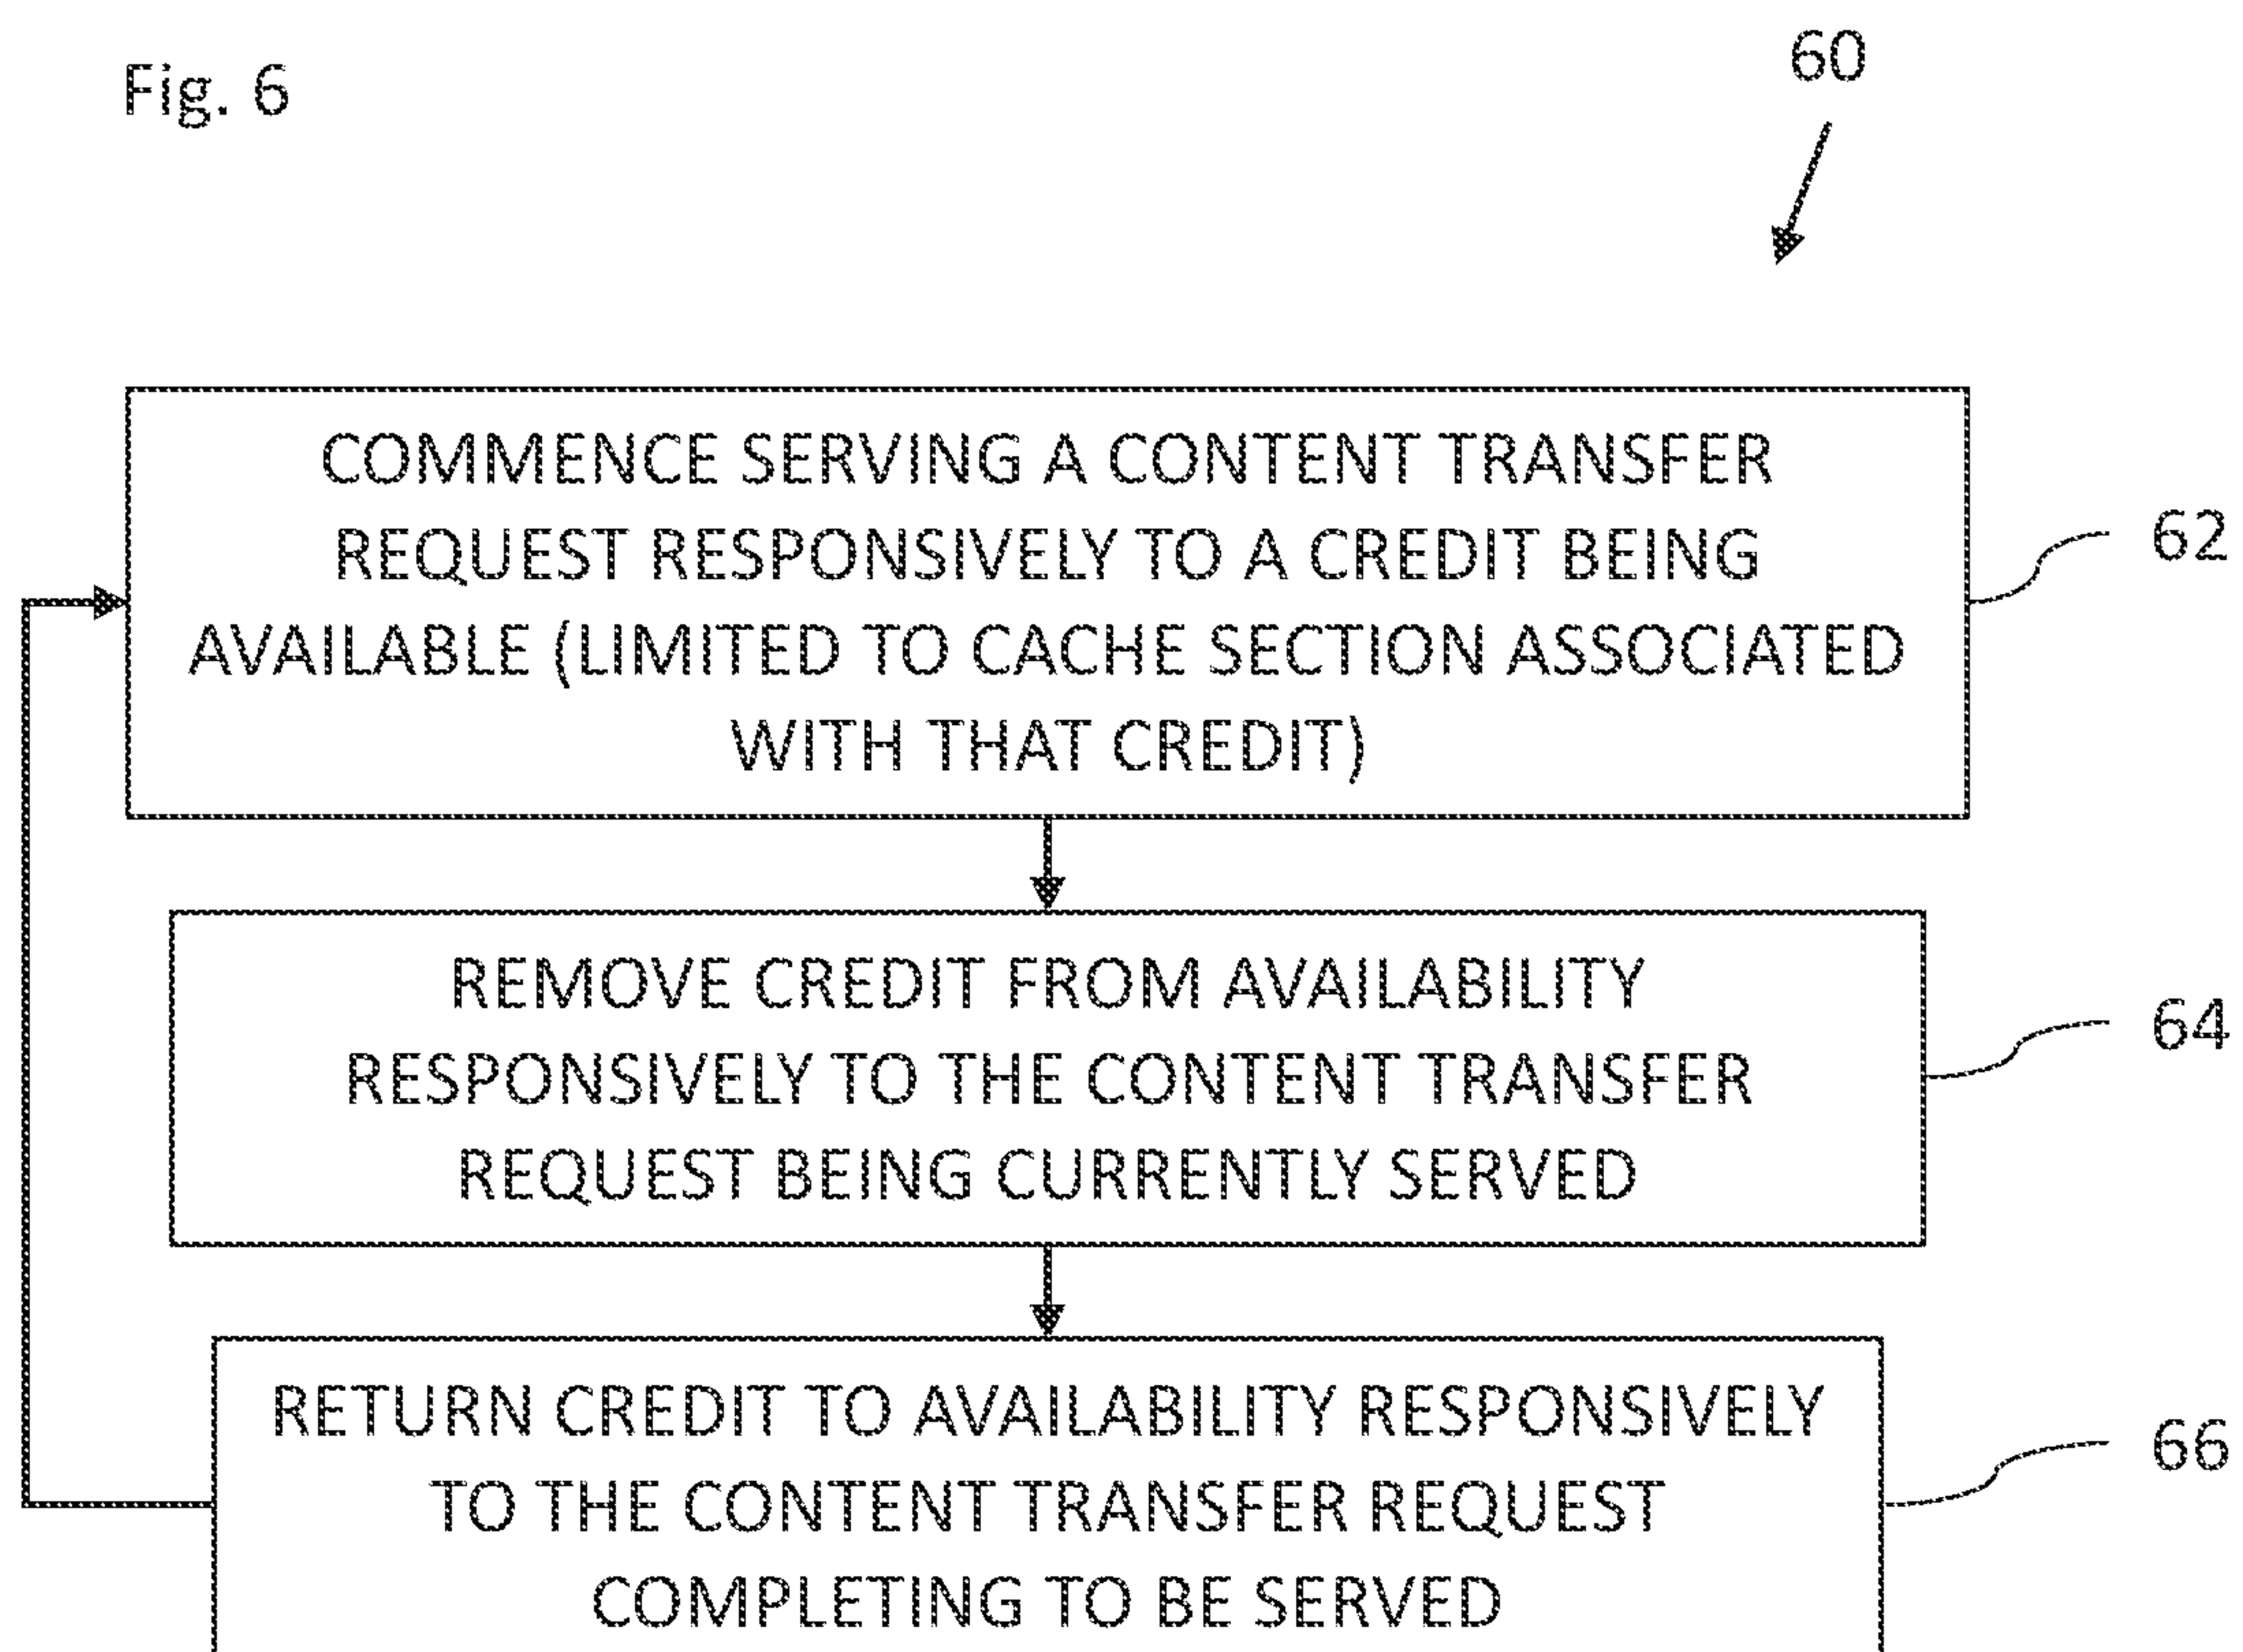 Fig. 6
60
COMMENCE SERVING A CONTENT TRANSFER
REQUEST RESPONSIVELY TO A CREDIT BEING
AVAILABLE (LIMITED TO CACHE SECTION ASSOCIATED
WITH THAT CREDIT)
62
REMOVE CREDIT FROM AVAILABILITY
RESPONSIVELY TO THE CONTENT TRANSFER
REQUEST BEING CURRENTLY SERVED
64
RETURN CREDIT TO AVAILABILITY RESPONSIVELY
TO THE CONTENT TRANSFER REQUEST
COMPLETING TO BE SERVED
66